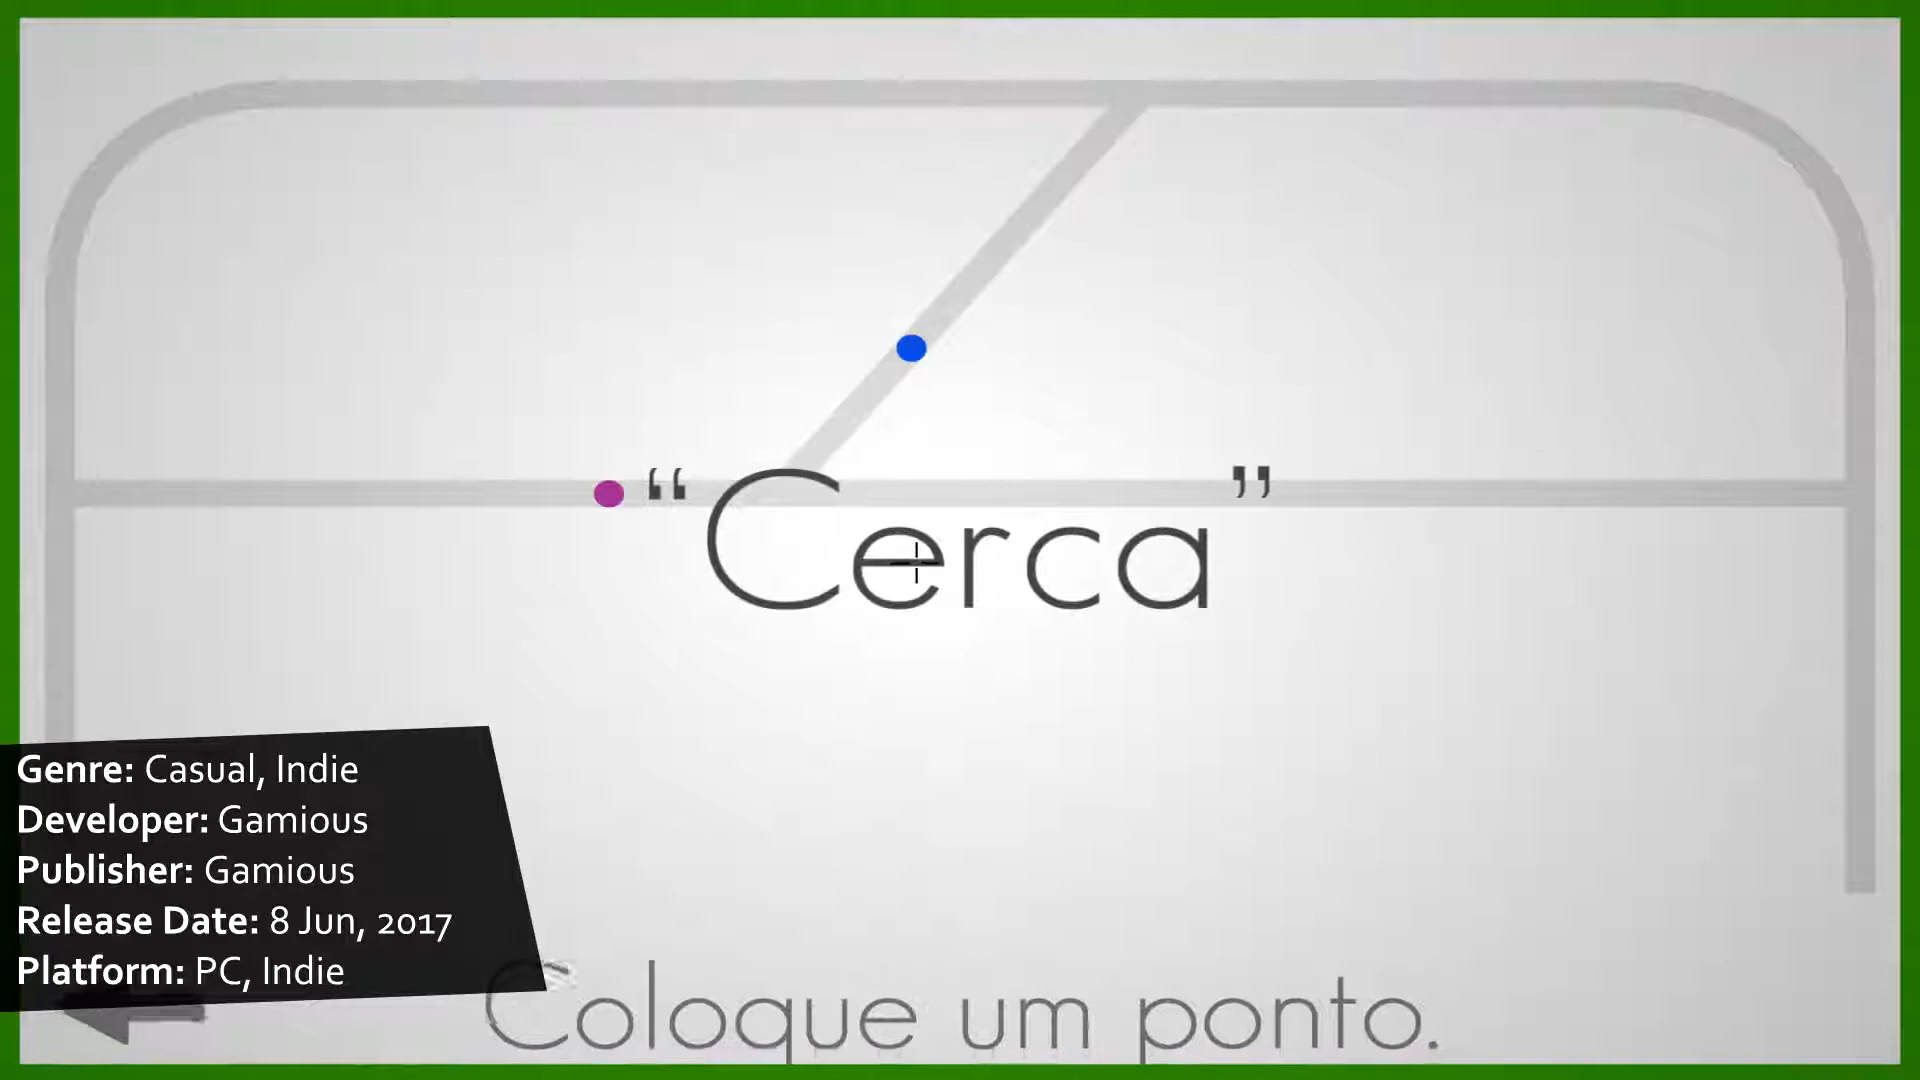 “Cerca”
Genre: Casual, Indie
Developer: Gamious
Publisher: Gamious
Release Date: 8 Jun, 2017
Platform: PC, Indie
Coloque um ponto.